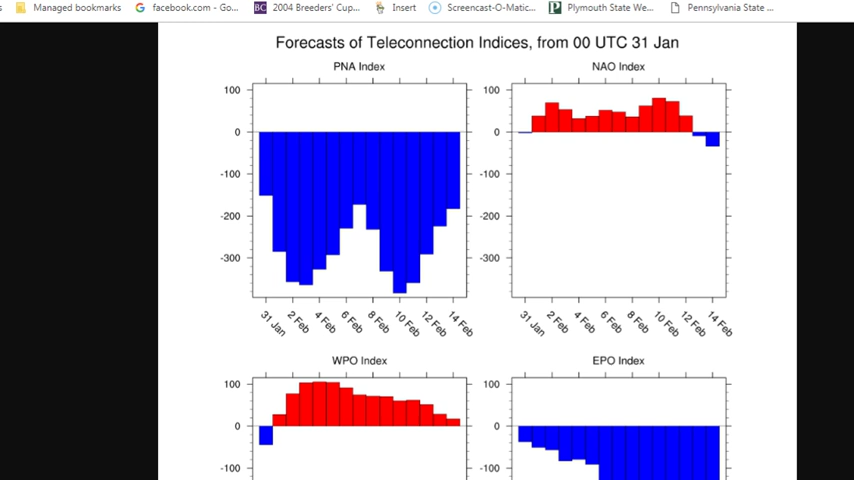 Managed bookmarks facebook.com - Go... BC 2004 Breeders' Cup... Insert Screencast-O-Matic... P Plymouth State We... Pennsylvania State ...
Forecasts of Teleconnection Indices, from 00 UTC 31 Jan
PNA Index
100
0
-100
-200
-300
31 Jan 2 Feb 4 Feb 6 Feb 8 Feb 10 Feb 12 Feb 14 Feb
NAO Index
100
0
-100
-200
-300
31 Jan 2 Feb 4 Feb 6 Feb 8 Feb 10 Feb 12 Feb 14 Feb
WPO Index
100
0
-100
EPO Index
100
0
-100